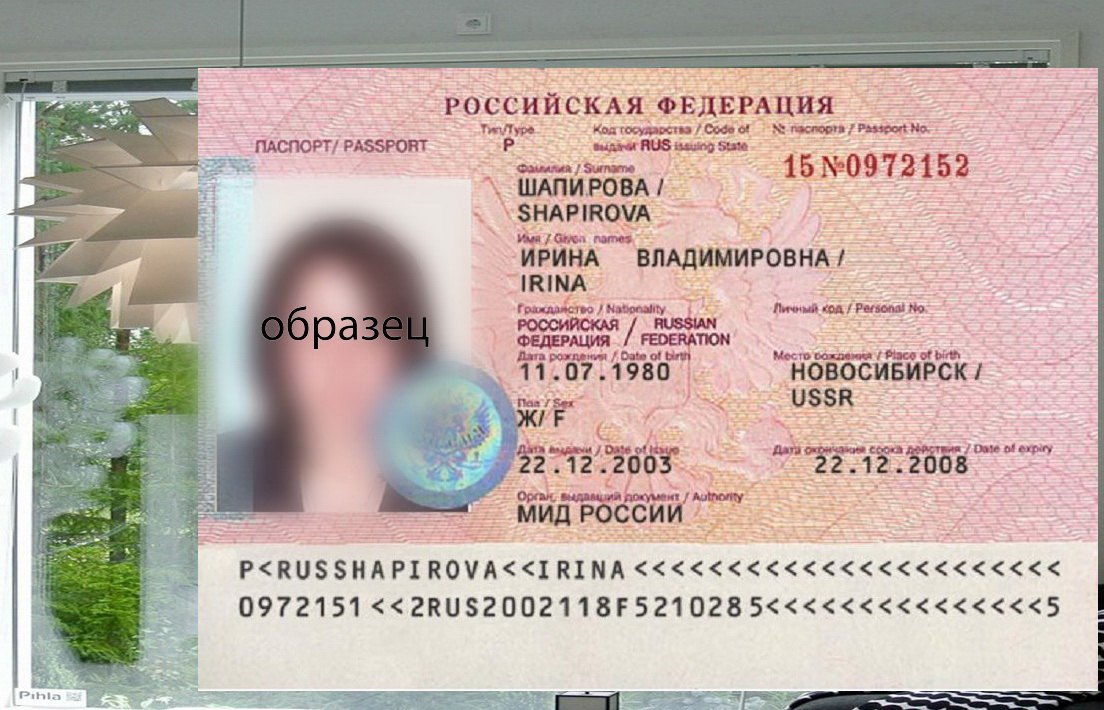 РОССИЙСКАЯ ФЕДЕРАЦИЯ
ПАСПОРТ/ PASSPORT
Тип/Type
P
Код государства / Code of
выдачи RUS issuing State
№ паспорта / Passport No.
15 №0972152
Фамилия / Surname
ШАПИРОВА /
SHAPIROVA
Имя / Given names
ИРИНА ВЛАДИМИРОВНА /
IRINA
Гражданство / Nationality
РОССИЙСКАЯ / RUSSIAN
ФЕДЕРАЦИЯ / FEDERATION
Личный код / Personal No.
Дата рождения / Date of birth
11.07.1980
Место рождения / Place of birth
НОВОСИБИРСК /
USSR
Пол / Sex
Ж/ F
Дата выдачи / Date of issue
22.12.2003
Дата окончания срока действия / Date of expiry
22.12.2008
Орган, выдавший документ / Authority
МИД РОССИИ
образец
P<RUSSHAPIROVA<<IRINA<<<<<<<<<<<<<<<<<<<<<<<
0972151<<2RUS2002118F5210285<<<<<<<<<<<<<<<5
Pihla